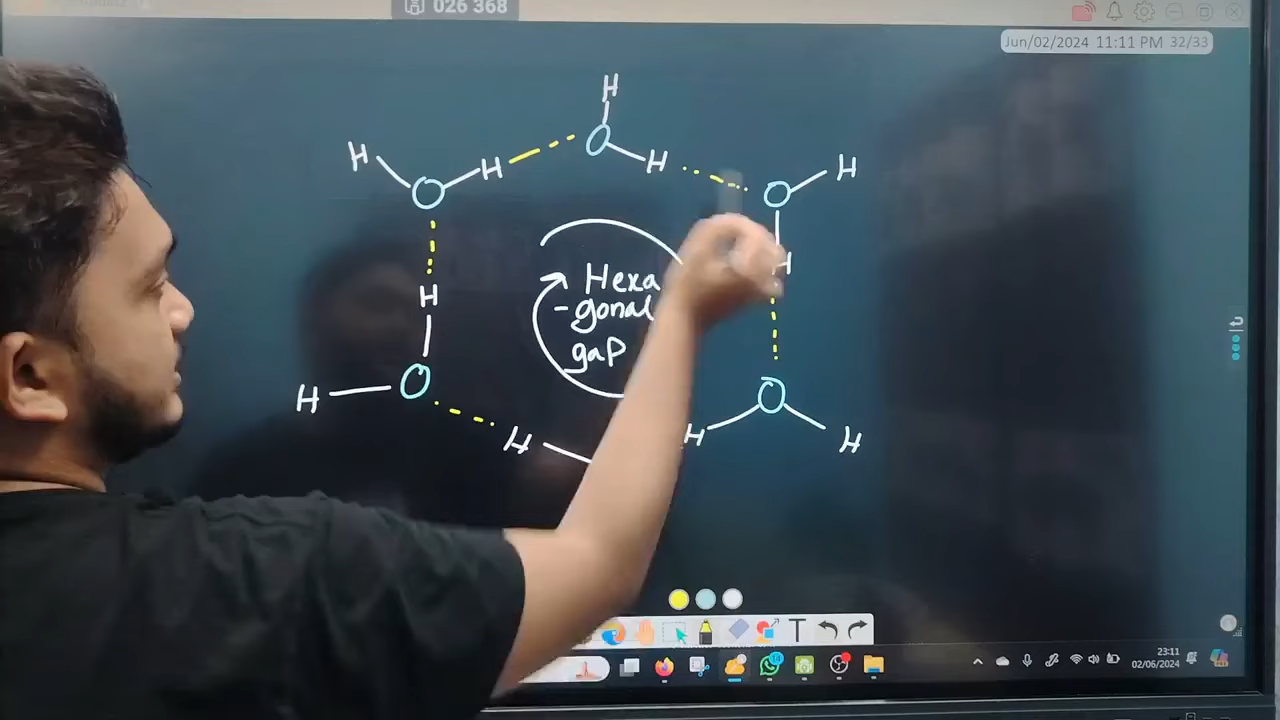 026 368
Jun/02/2024 11:11 PM 32/33
H
H
O
H
H
O
H
O
H
H
Hexa
-gonal
gap
H
H
O
O
H
H
H
H
T
23:11
02/06/2024